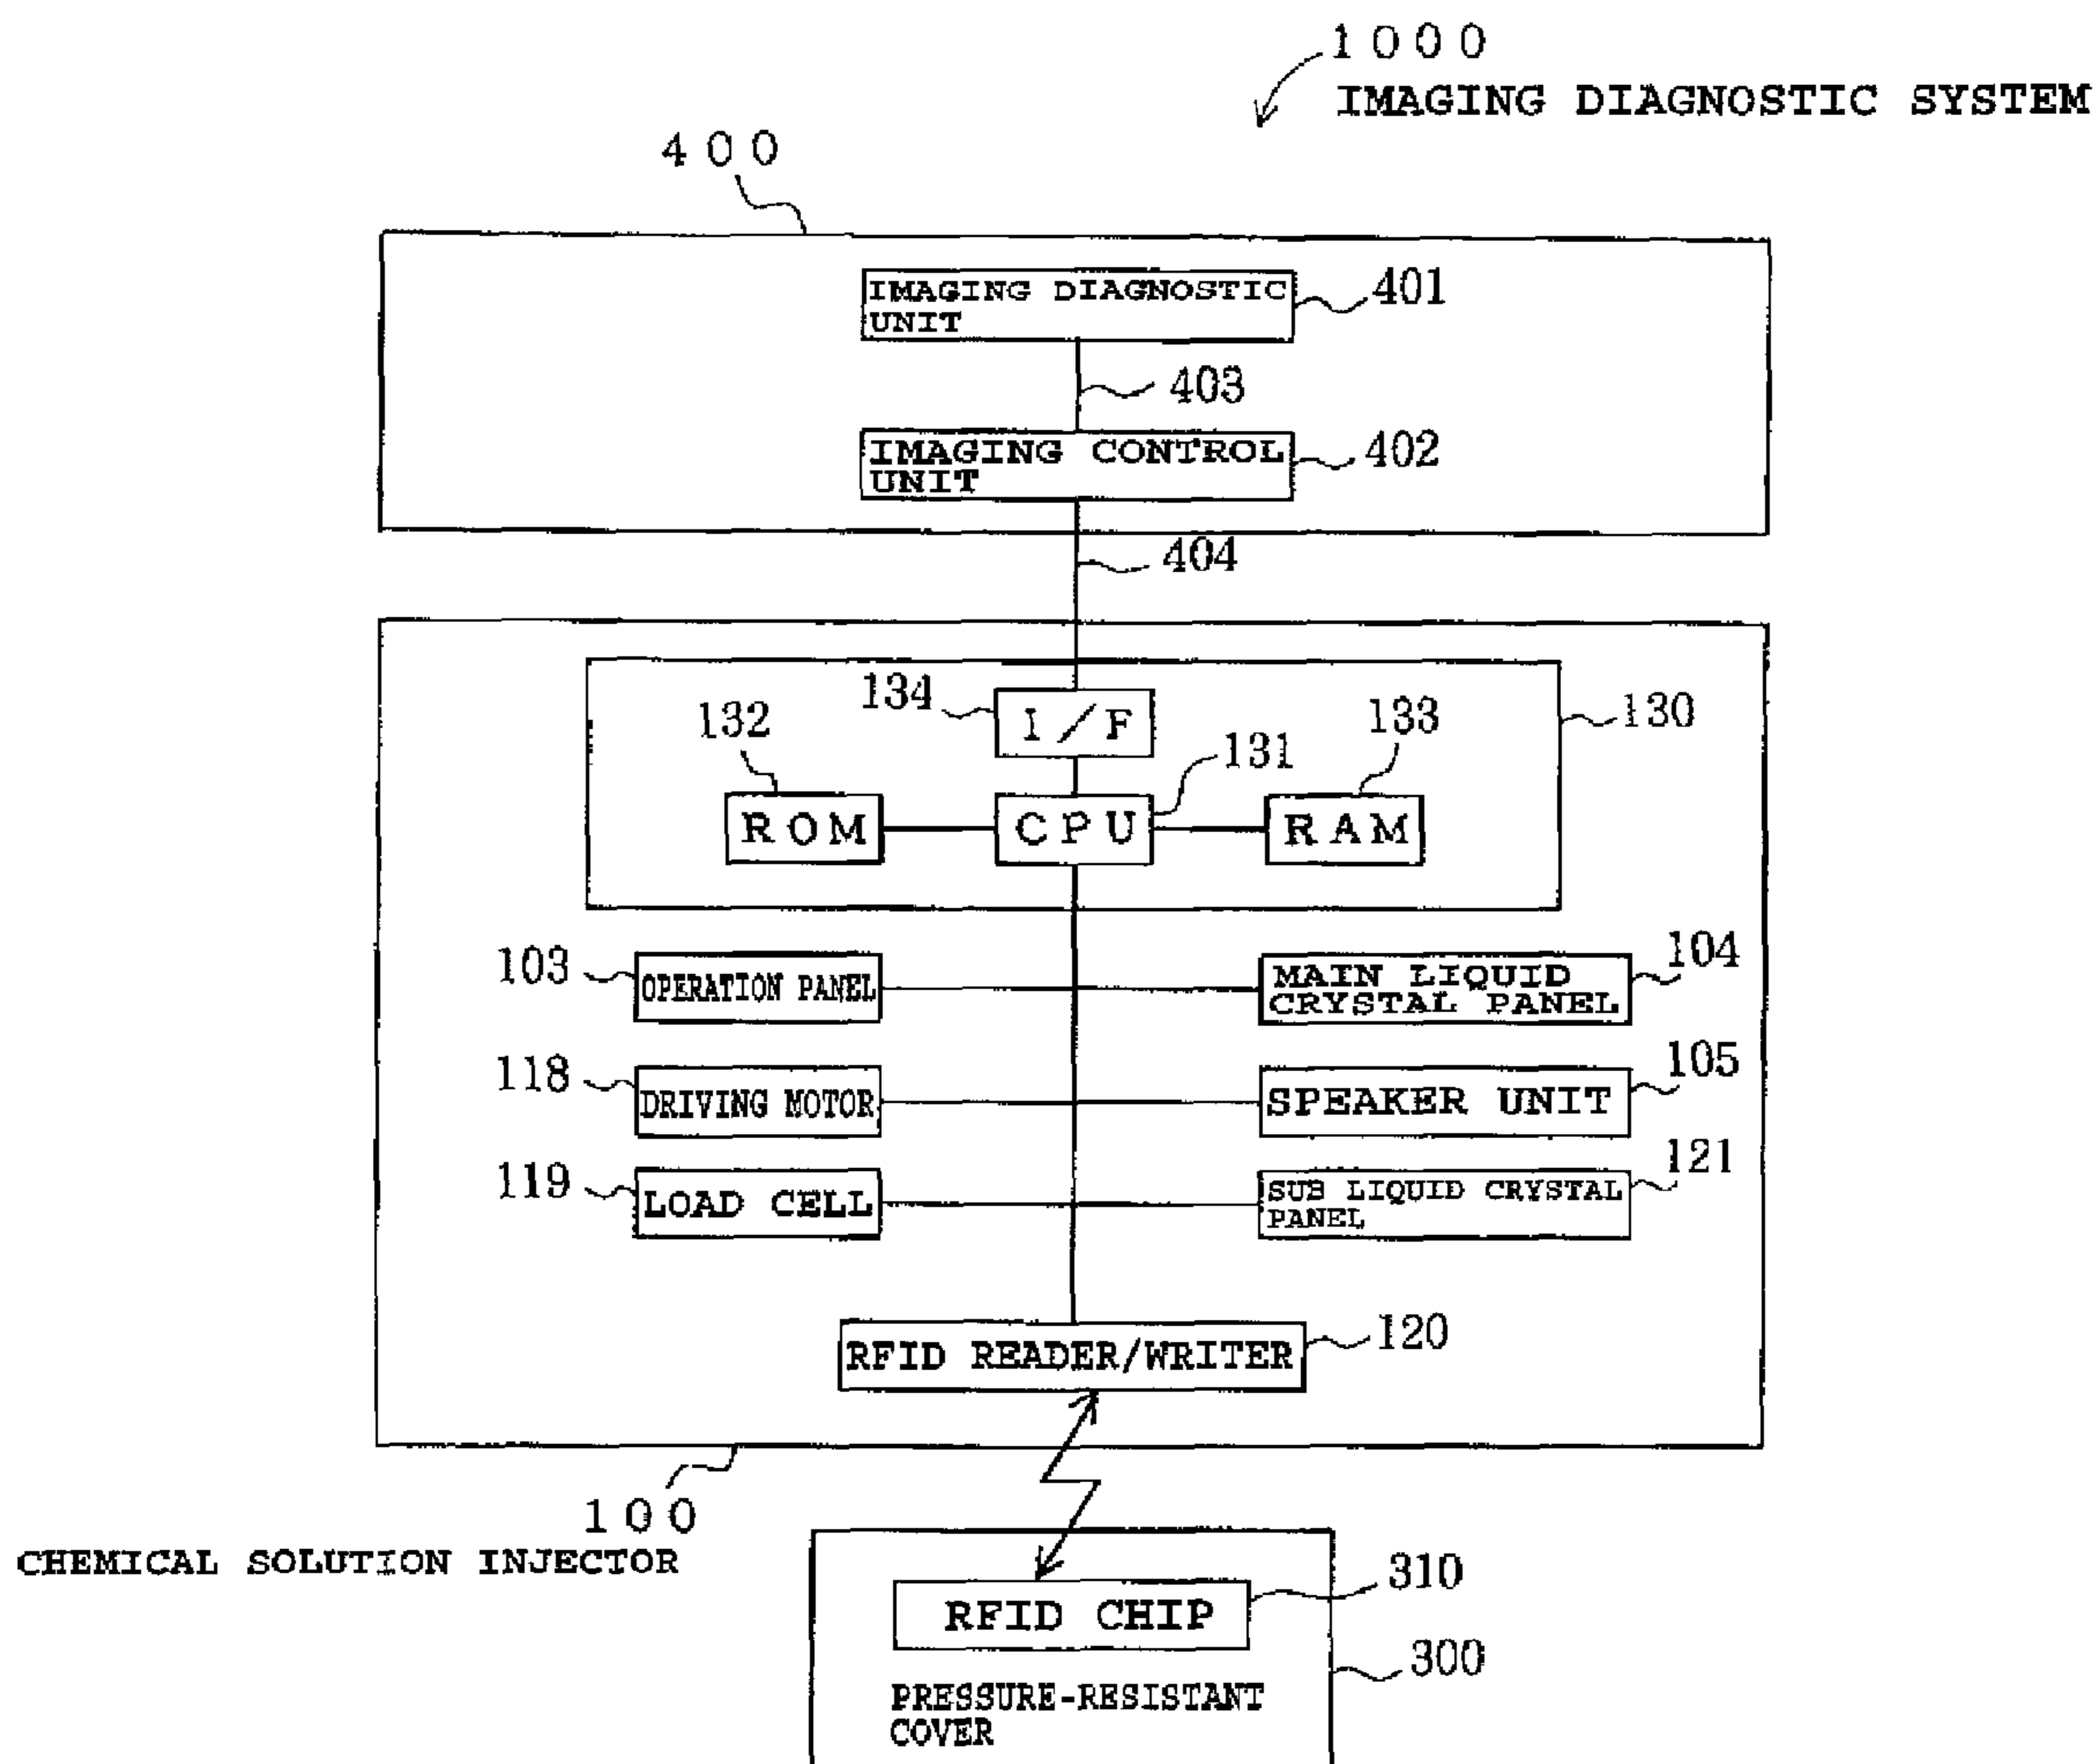 1000
IMAGING DIAGNOSTIC SYSTEM
400
IMAGING DIAGNOSTIC
UNIT
401
403
IMAGING CONTROL
UNIT
402
404
134
I/F
132
133
130
131
ROM
CPU
RAM
103
OPERATION PANEL
MAIN LIQUID
CRYSTAL PANEL
104
118
DRIVING MOTOR
SPEAKER UNIT
105
119
LOAD CELL
SUB LIQUID CRYSTAL
PANEL
121
RFID READER/WRITER
120
100
CHEMICAL SOLUTION INJECTOR
RFID CHIP
310
300
PRESSURE-RESISTANT
COVER